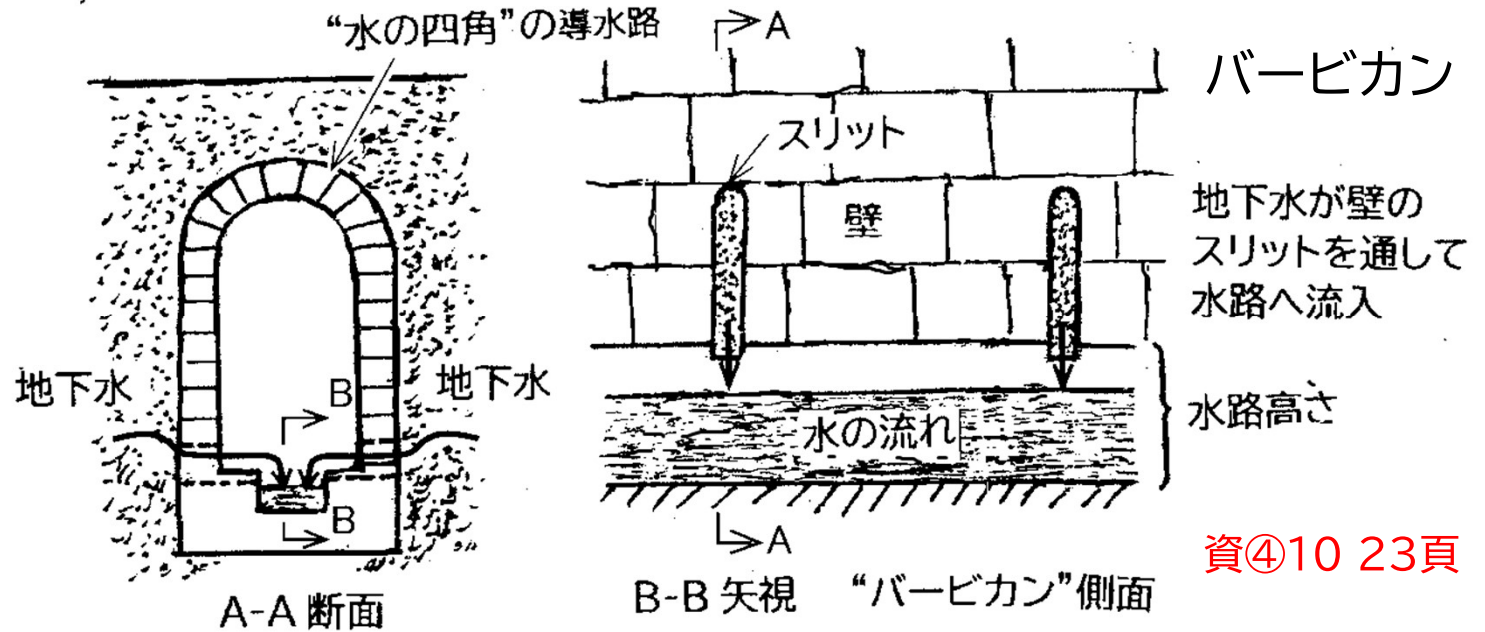 “水の四角”の導水路
地下水
地下水
B
B
A-A 断面
A
バービカン
スリット
壁
地下水が壁の
スリットを通して
水路へ流入
水の流れ
水路高さ
A
B-B 矢視 “バービカン”側面
資④10 23頁